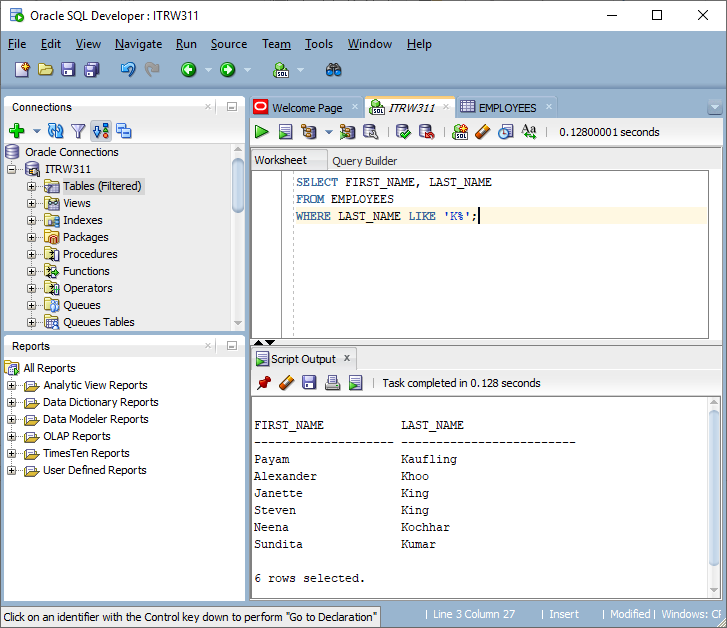 Oracle SQL Developer : ITRW311
File Edit View Navigate Run Source Team Tools Window Help
Connections
Oracle Connections
ITRW311
Tables (Filtered)
Views
Indexes
Packages
Procedures
Functions
Operators
Queues
Queues Tables
Reports
All Reports
Analytic View Reports
Data Dictionary Reports
Data Modeler Reports
OLAP Reports
TimesTen Reports
User Defined Reports
Welcome Page ITRW311 EMPLOYEES
SQL SQL 0.12800001 seconds
Worksheet Query Builder
SELECT FIRST_NAME, LAST_NAME
FROM EMPLOYEES
WHERE LAST_NAME LIKE 'K%';
Script Output
Task completed in 0.128 seconds
FIRST_NAME LAST_NAME
-------------------- -------------------------
Payam Kaufling
Alexander Khoo
Janette King
Steven King
Neena Kochhar
Sundita Kumar
6 rows selected.
Click on an identifier with the Control key down to perform "Go to Declaration" | Line 3 Column 27 | Insert | Modified | Windows: CF